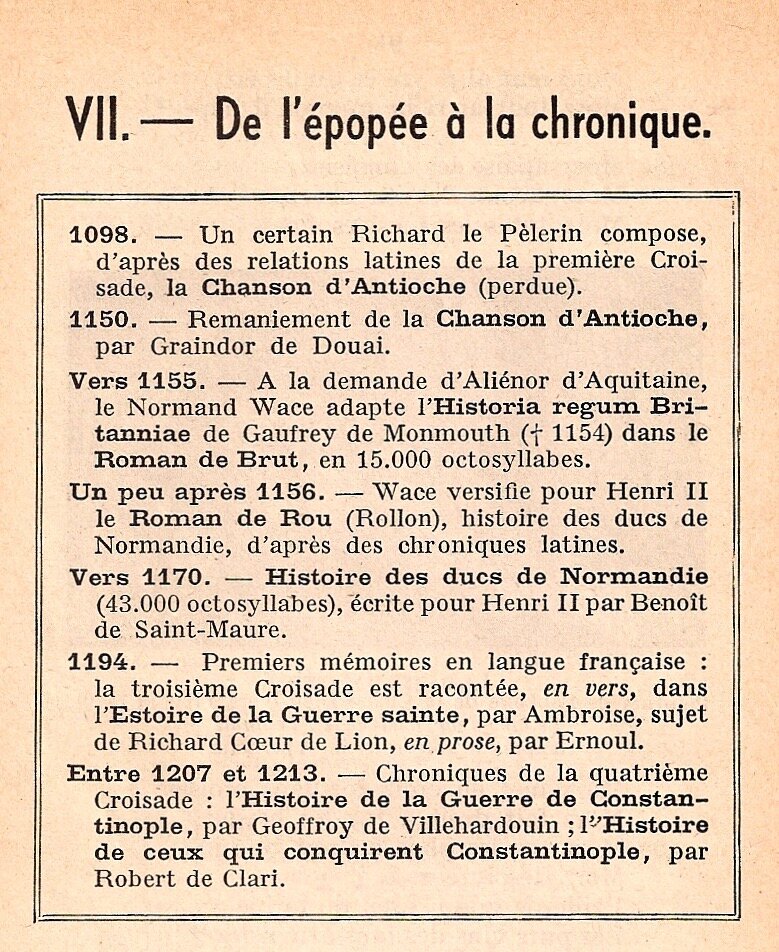 VII. — De l'épopée à la chronique.
1098. — Un certain Richard le Pèlerin compose,
d'après des relations latines de la première Croi-
sade, la Chanson d'Antioche (perdue).
1150. — Remaniement de la Chanson d'Antioche,
par Graindor de Douai.
Vers 1155. — A la demande d'Aliénor d'Aquitaine,
le Normand Wace adapte l'Historia regum Bri-
tanniae de Gaufrey de Monmouth († 1154) dans le
Roman de Brut, en 15.000 octosyllabes.
Un peu après 1156. — Wace versifie pour Henri II
le Roman de Rou (Rollon), histoire des ducs de
Normandie, d'après des chroniques latines.
Vers 1170. — Histoire des ducs de Normandie
(43.000 octosyllabes), écrite pour Henri II par Benoît
de Saint-Maure.
1194. — Premiers mémoires en langue française :
la troisième Croisade est racontée, en vers, dans
l'Estoire de la Guerre sainte, par Ambroise, sujet
de Richard Cœur de Lion, en prose, par Ernoul.
Entre 1207 et 1213. — Chroniques de la quatrième
Croisade : l'Histoire de la Guerre de Constan-
tinople, par Geoffroy de Villehardouin ; l'Histoire
de ceux qui conquirent Constantinople, par
Robert de Clari.